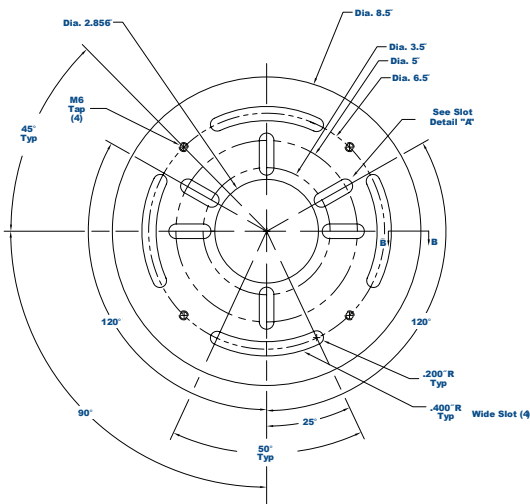 Dia. 8.5"
Dia. 2.856"
Dia. 3.5"
Dia. 5"
Dia. 6.5"
M6
Tap
(4)
See Slot
Detail "A"
45°
Typ
B
B
120°
120°
.200"R
Typ
.400"R
Typ
Wide Slot (4)
90°
25°
50°
Typ